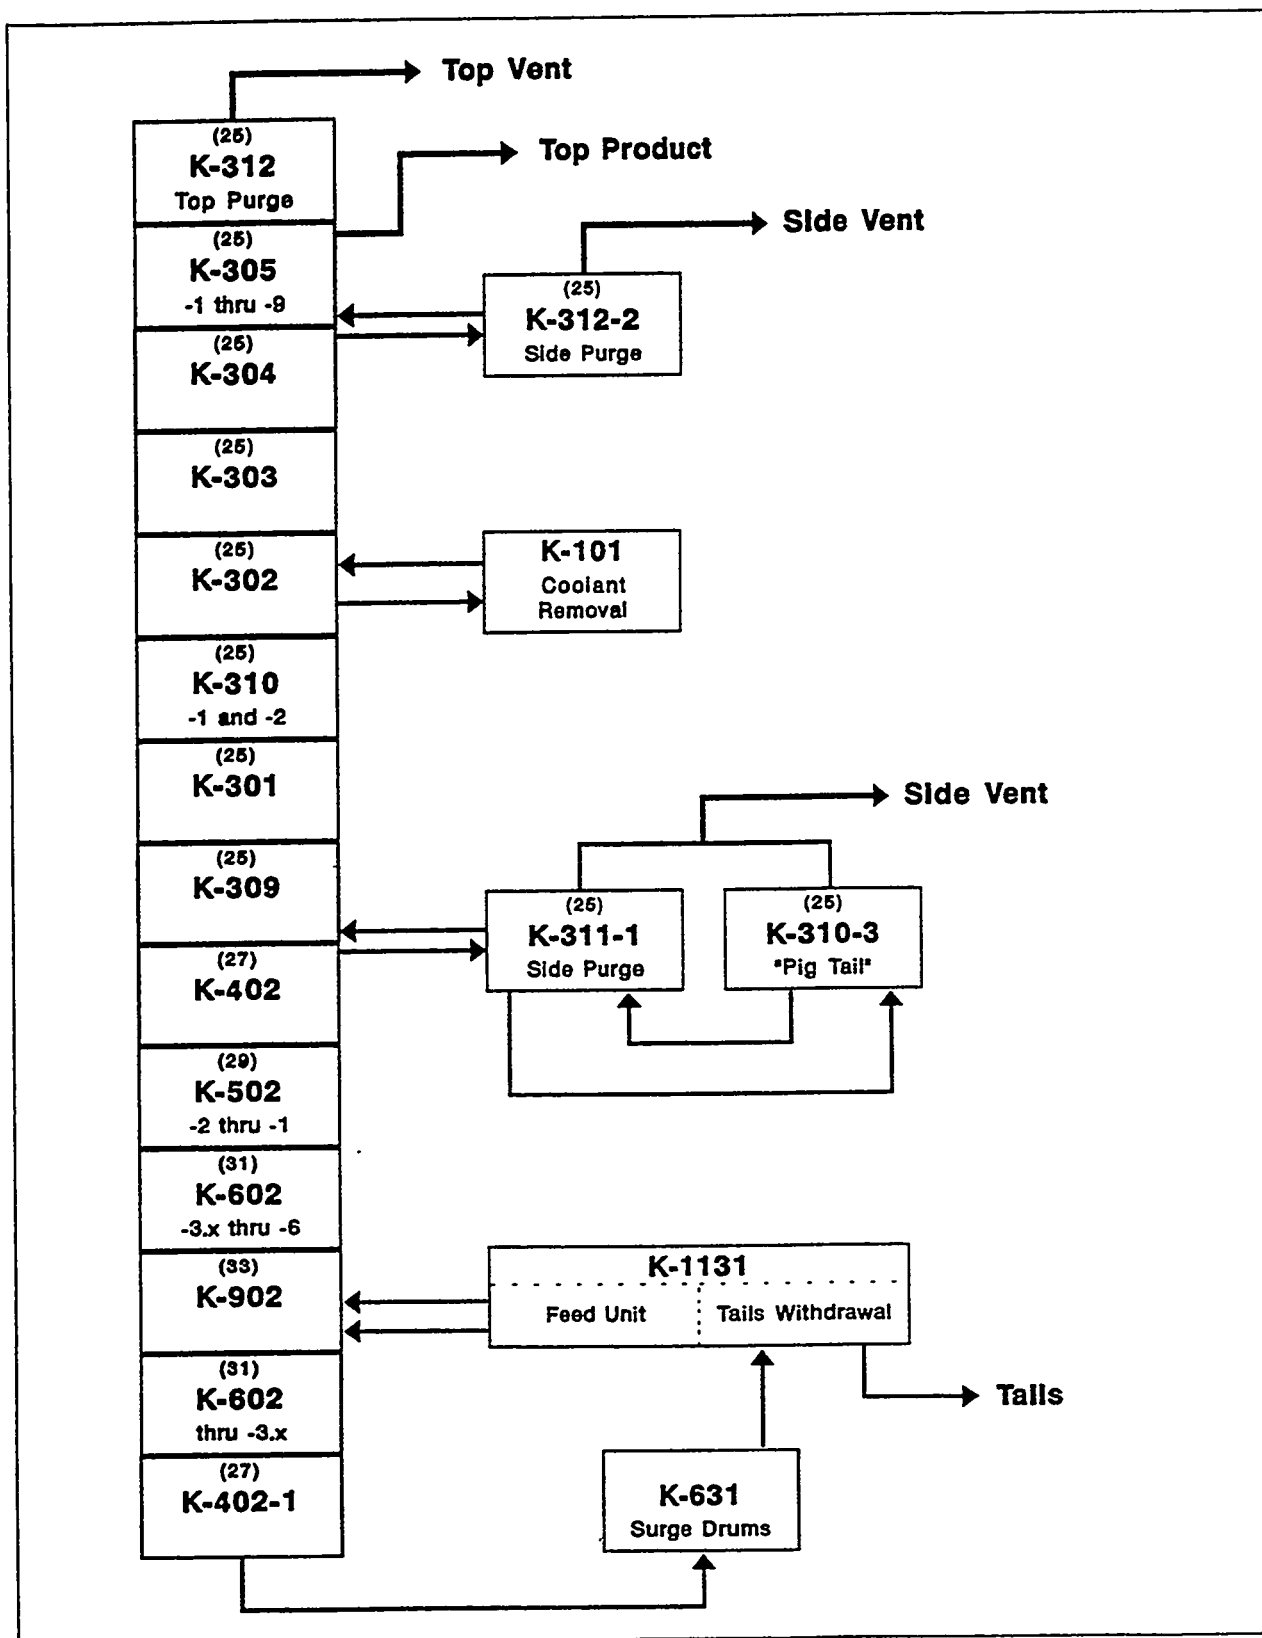 Top Vent
(25)
K-312
Top Purge
Top Product
(25)
K-305
-1 thru -9
Side Vent
(25)
K-312-2
Side Purge
(25)
K-304
(25)
K-303
(25)
K-302
K-101
Coolant
Removal
(25)
K-310
-1 and -2
(25)
K-301
Side Vent
(25)
K-309
(25)
K-311-1
Side Purge
(25)
K-310-3
"Pig Tail"
(27)
K-402
(29)
K-502
-2 thru -1
(31)
K-602
-3.x thru -6
(33)
K-902
K-1131
Feed Unit
Tails Withdrawal
(31)
K-602
thru -3.x
Tails
(27)
K-402-1
K-631
Surge Drums